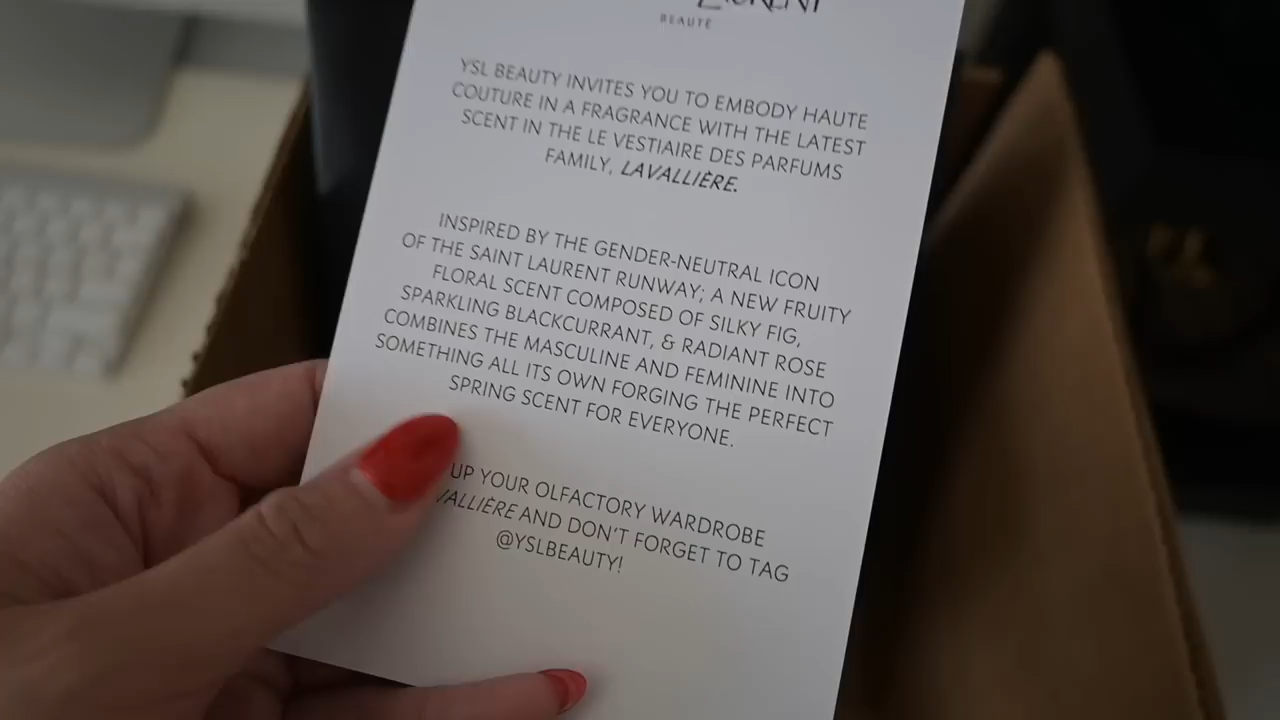 LAURENT
BEAUTÉ
YSL BEAUTY INVITES YOU TO EMBODY HAUTE
COUTURE IN A FRAGRANCE WITH THE LATEST
SCENT IN THE LE VESTIAIRE DES PARFUMS
FAMILY, LAVALLIÈRE.
INSPIRED BY THE GENDER-NEUTRAL ICON
OF THE SAINT LAURENT RUNWAY; A NEW FRUITY
FLORAL SCENT COMPOSED OF SILKY FIG,
SPARKLING BLACKCURRANT, & RADIANT ROSE
COMBINES THE MASCULINE AND FEMININE INTO
SOMETHING ALL ITS OWN FORGING THE PERFECT
SPRING SCENT FOR EVERYONE.
UP YOUR OLFACTORY WARDROBE
VALLIÈRE AND DON'T FORGET TO TAG
@YSLBEAUTY!